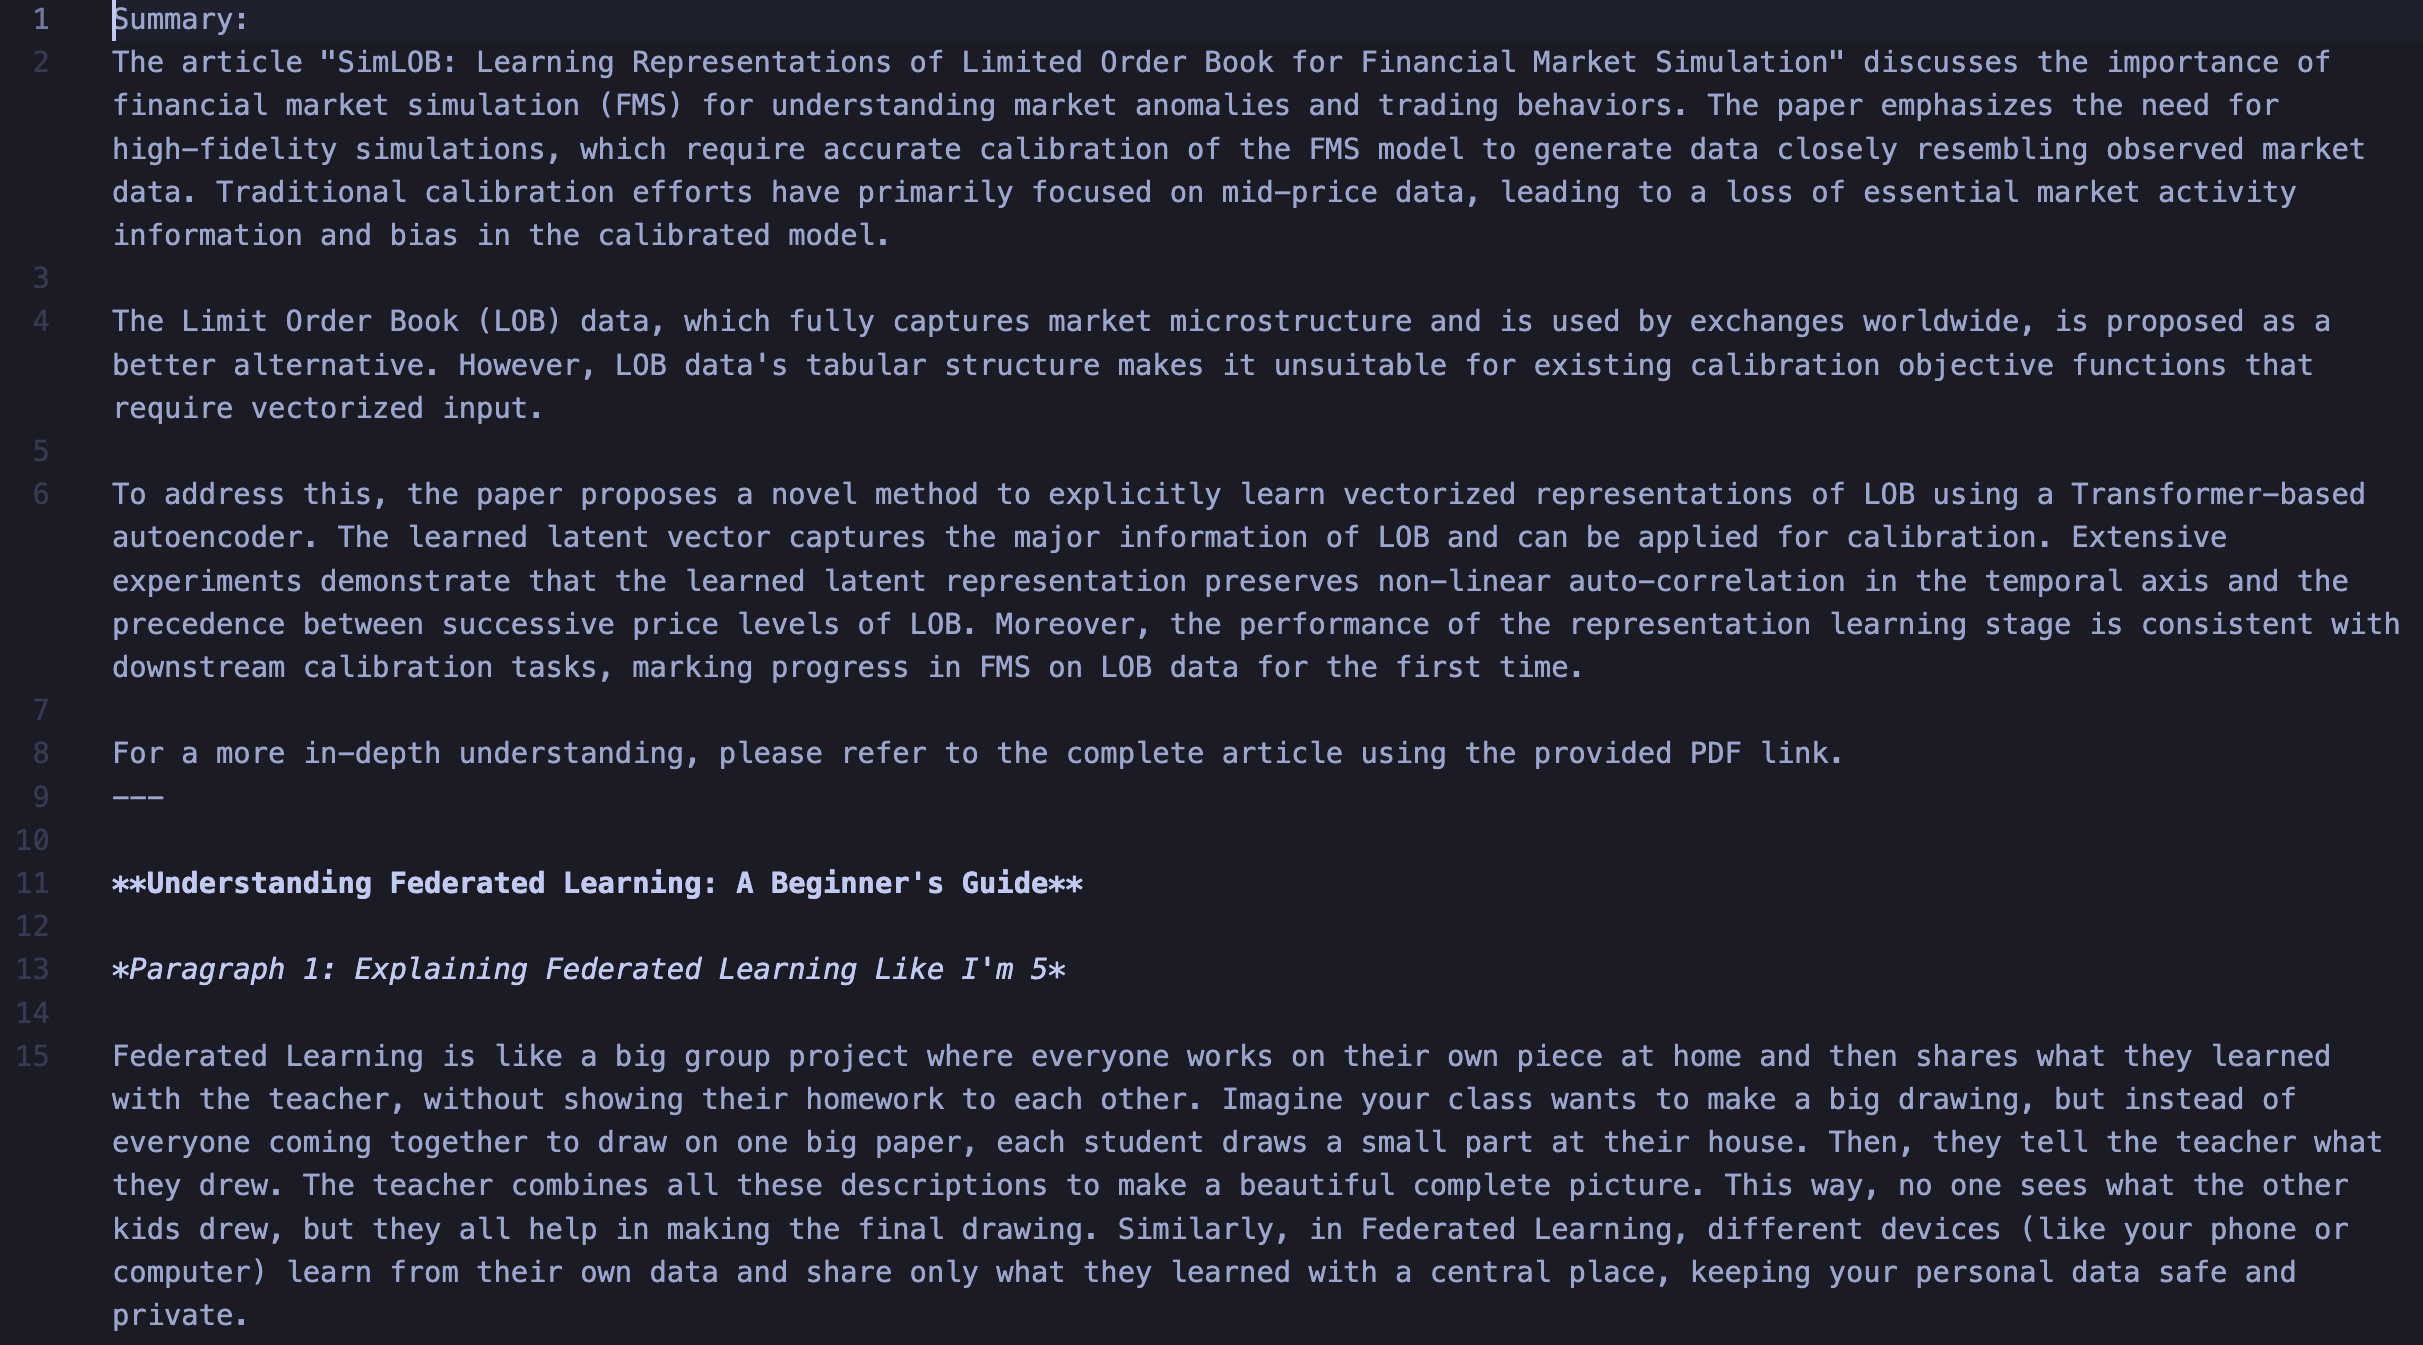 1 Summary:
2 The article "SimLOB: Learning Representations of Limited Order Book for Financial Market Simulation" discusses the importance of
financial market simulation (FMS) for understanding market anomalies and trading behaviors. The paper emphasizes the need for
high-fidelity simulations, which require accurate calibration of the FMS model to generate data closely resembling observed market
data. Traditional calibration efforts have primarily focused on mid-price data, leading to a loss of essential market activity
information and bias in the calibrated model.
3
4 The Limit Order Book (LOB) data, which fully captures market microstructure and is used by exchanges worldwide, is proposed as a
better alternative. However, LOB data's tabular structure makes it unsuitable for existing calibration objective functions that
require vectorized input.
5
6 To address this, the paper proposes a novel method to explicitly learn vectorized representations of LOB using a Transformer-based
autoencoder. The learned latent vector captures the major information of LOB and can be applied for calibration. Extensive
experiments demonstrate that the learned latent representation preserves non-linear auto-correlation in the temporal axis and the
precedence between successive price levels of LOB. Moreover, the performance of the representation learning stage is consistent with
downstream calibration tasks, marking progress in FMS on LOB data for the first time.
7
8 For a more in-depth understanding, please refer to the complete article using the provided PDF link.
9 ---
10
11 **Understanding Federated Learning: A Beginner's Guide**
12
13 *Paragraph 1: Explaining Federated Learning Like I'm 5*
14
15 Federated Learning is like a big group project where everyone works on their own piece at home and then shares what they learned
with the teacher, without showing their homework to each other. Imagine your class wants to make a big drawing, but instead of
everyone coming together to draw on one big paper, each student draws a small part at their house. Then, they tell the teacher what
they drew. The teacher combines all these descriptions to make a beautiful complete picture. This way, no one sees what the other
kids drew, but they all help in making the final drawing. Similarly, in Federated Learning, different devices (like your phone or
computer) learn from their own data and share only what they learned with a central place, keeping your personal data safe and
private.